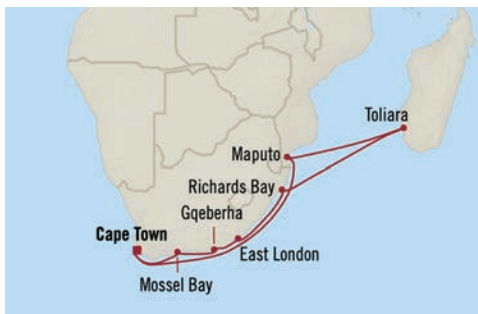 Toliara
Maputo
Richards Bay
Gqeberha
Cape Town
East London
Mossel Bay